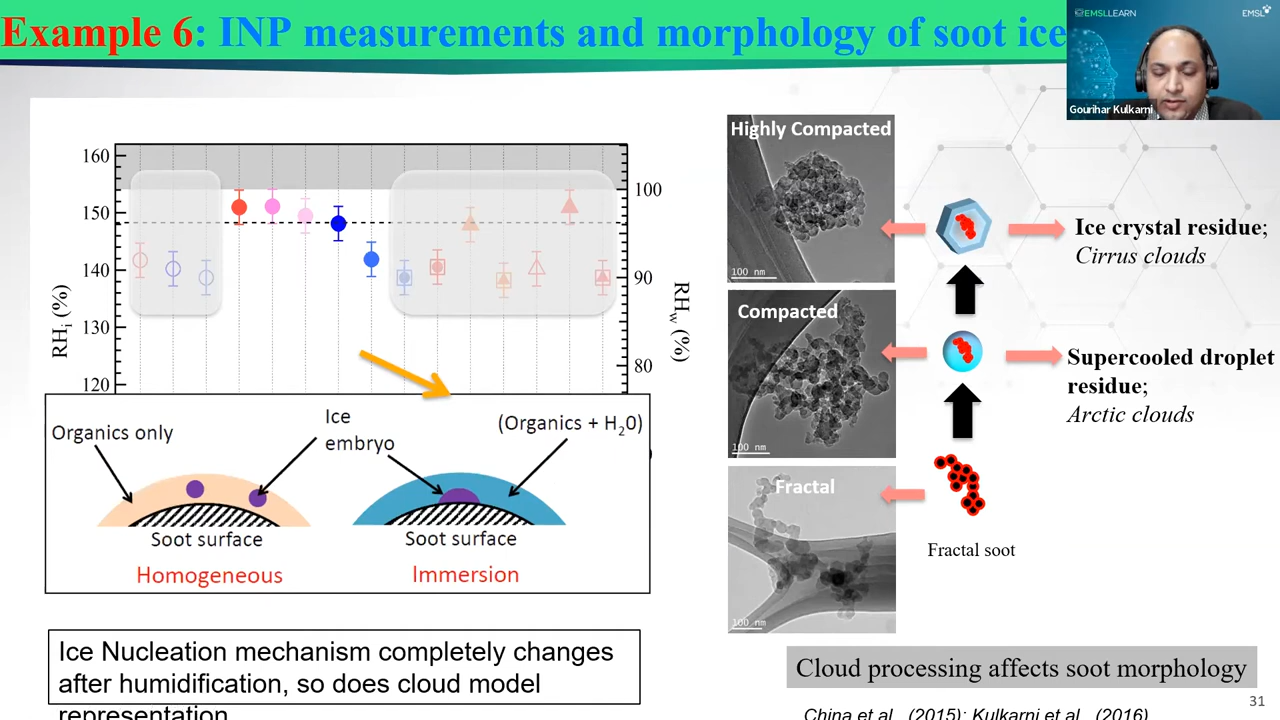 Example 6: INP measurements and morphology of soot ice
EMSLLEARN
EMSL
Gourihar Kulkarni
160
150
140
130
120
RHi (%)
100
90
80
RHw (%)
Organics only
Ice
embryo
(Organics + H20)
Soot surface
Soot surface
Homogeneous
Immersion
Ice Nucleation mechanism completely changes
after humidification, so does cloud model
representation
Highly Compacted
100 nm
Compacted
100 nm
Fractal
100 nm
Ice crystal residue;
Cirrus clouds
Supercooled droplet
residue;
Arctic clouds
Fractal soot
Cloud processing affects soot morphology
China et al., (2015); Kulkarni et al., (2016)
31